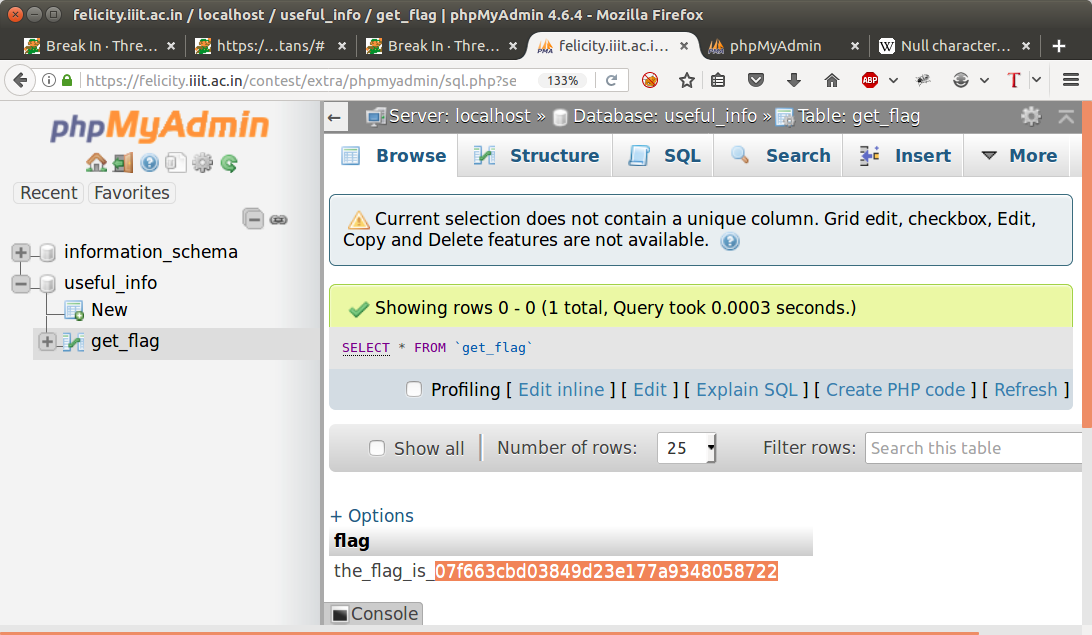 felicity.iiit.ac.in / localhost / useful_info / get_flag | phpMyAdmin 4.6.4 - Mozilla Firefox
Break In · Thre… × https:/…tans/# × Break In · Thre… × felicity.iiit.ac.i… × phpMyAdmin × Null character… × +
https://felicity.iiit.ac.in/contest/extra/phpmyadmin/sql.php?se 133%
phpMyAdmin
Recent Favorites
information_schema
useful_info
New
get_flag
← Server: localhost » Database: useful_info » Table: get_flag
Browse Structure SQL Search Insert More
Current selection does not contain a unique column. Grid edit, checkbox, Edit,
Copy and Delete features are not available.
Showing rows 0 - 0 (1 total, Query took 0.0003 seconds.)
SELECT * FROM `get_flag`
Profiling [ Edit inline ] [ Edit ] [ Explain SQL ] [ Create PHP code ] [ Refresh ]
Show all | Number of rows: 25 Filter rows: Search this table
+ Options
flag
the_flag_is_07f663cbd03849d23e177a9348058722
Console